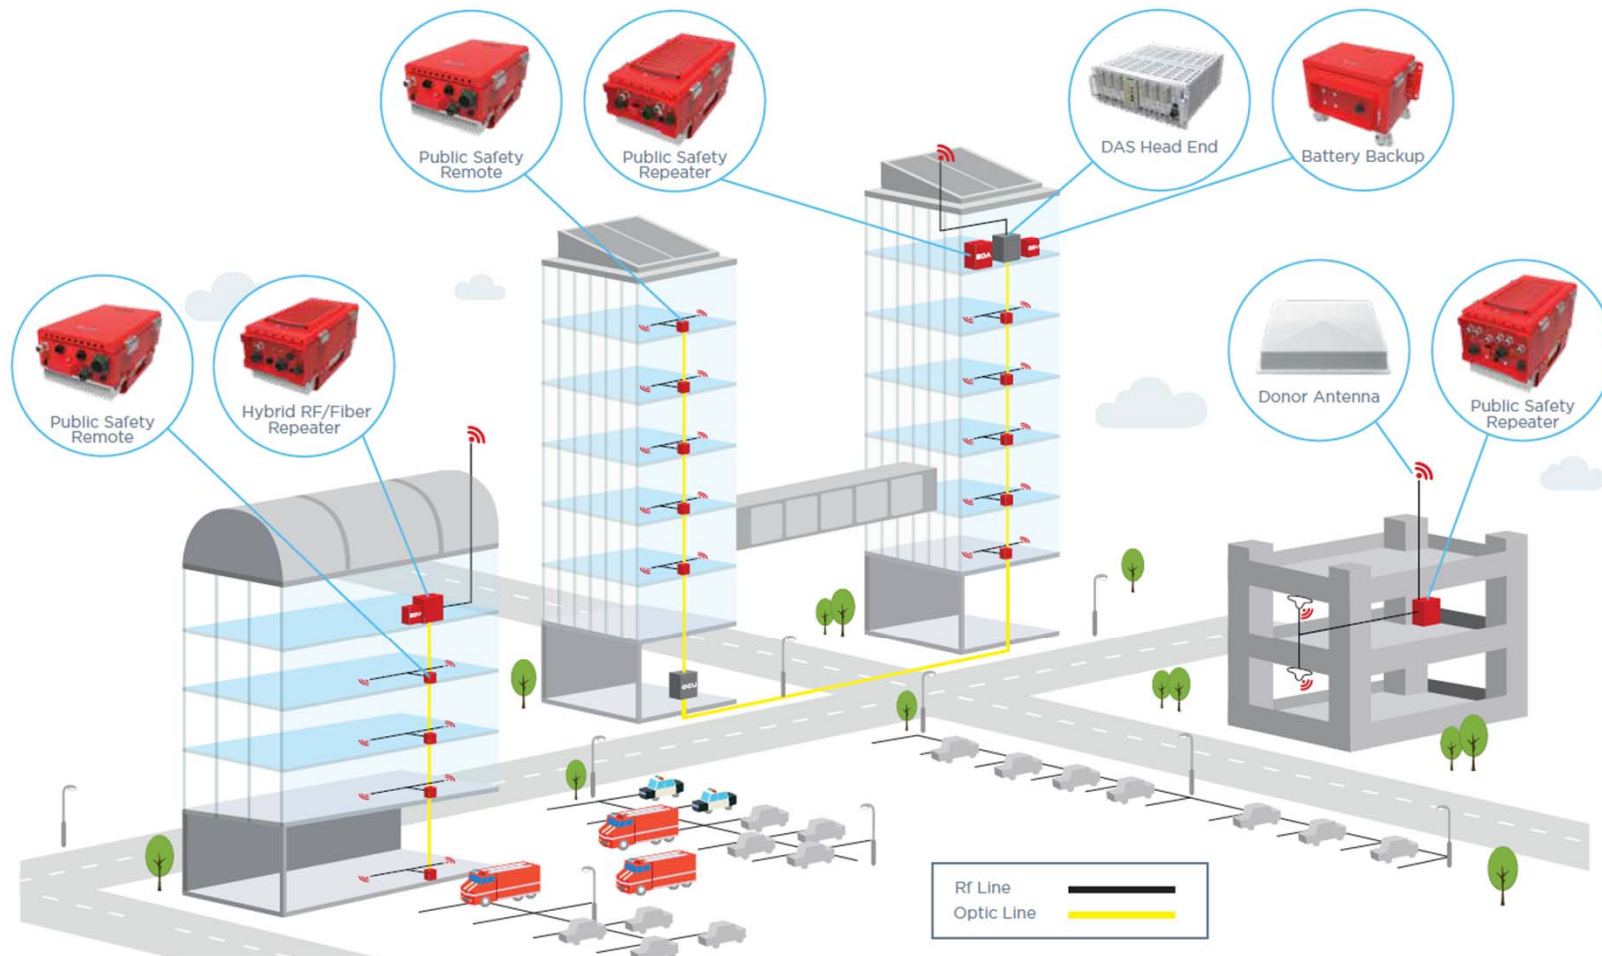 Public Safety
Remote
Public Safety
Repeater
DAS Head End
Battery Backup
Public Safety
Remote
Hybrid RF/Fiber
Repeater
Donor Antenna
Public Safety
Repeater
BDA
OEU
Rf Line
Optic Line